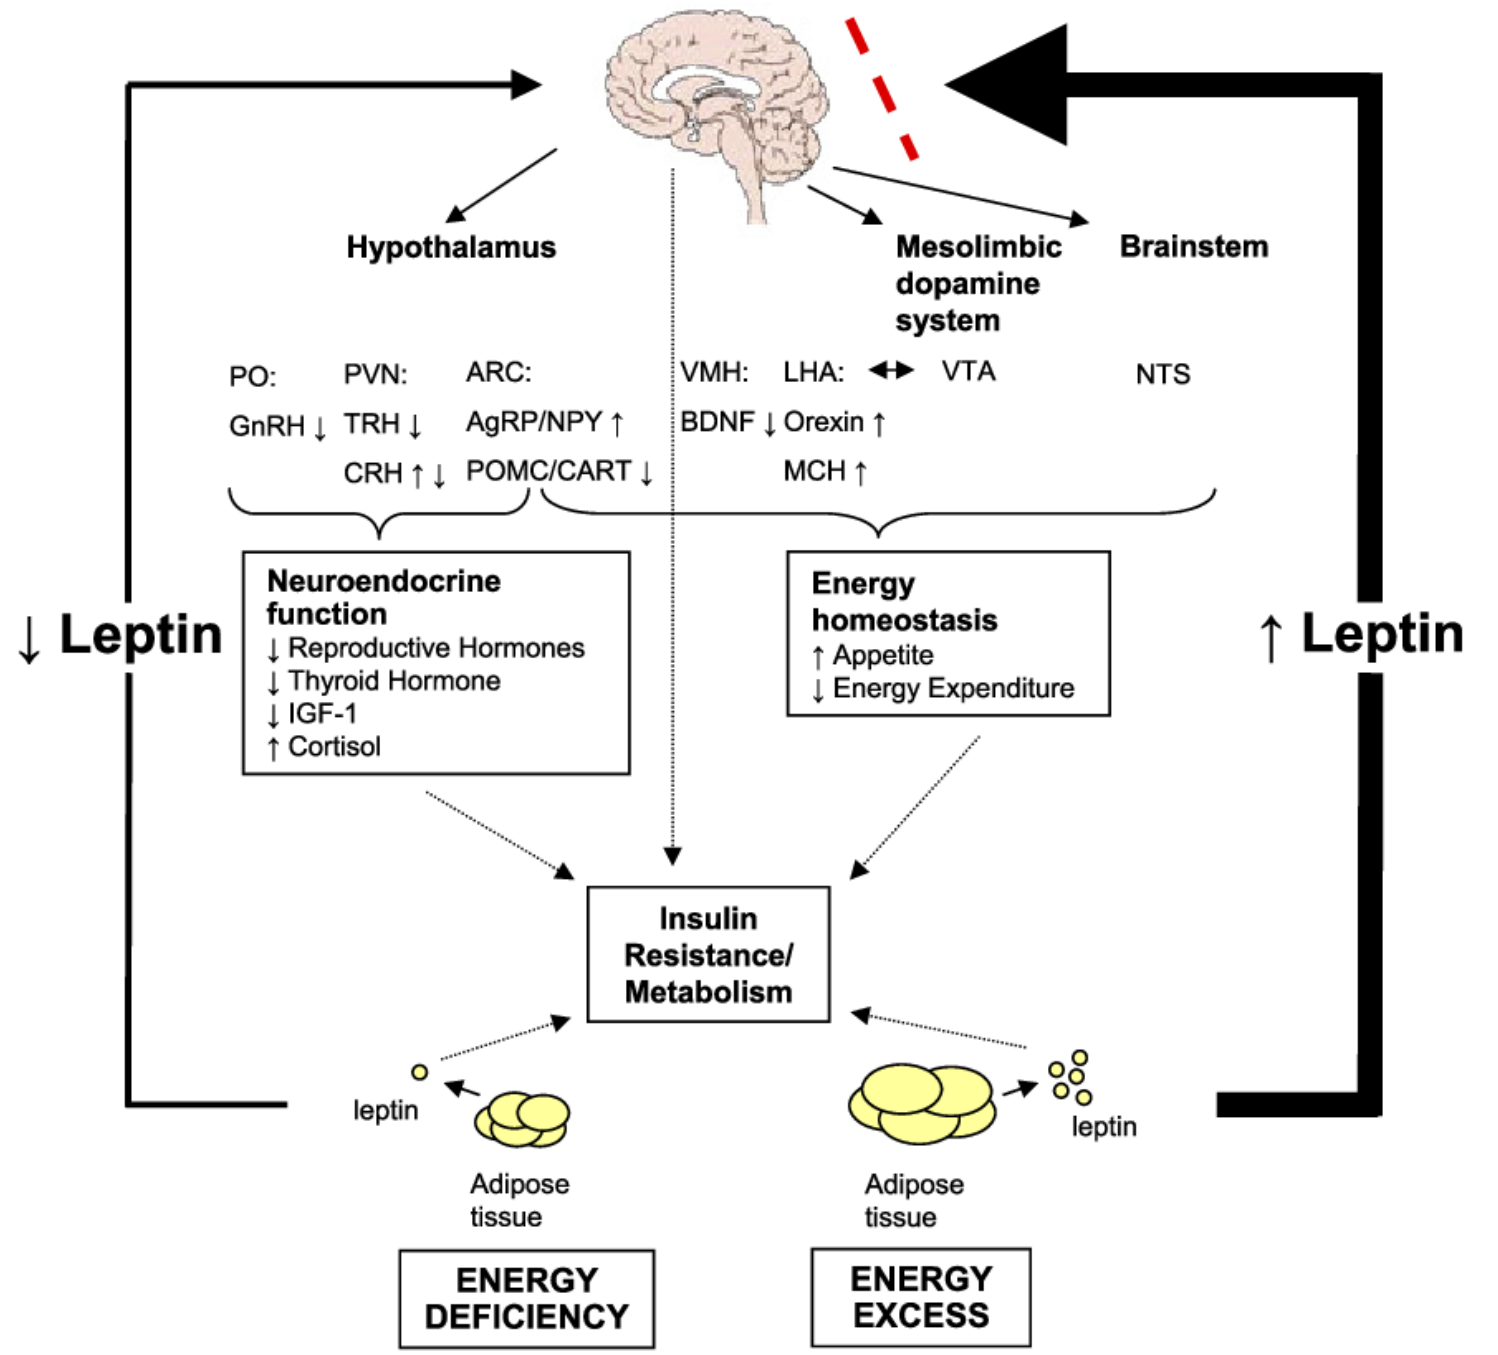 Hypothalamus
Mesolimbic
dopamine
system
Brainstem
PO:
GnRH ↓
PVN:
TRH ↓
CRH ↑ ↓
ARC:
AgRP/NPY ↑
POMC/CART ↓
VMH:
BDNF ↓
LHA: ↔ VTA
Orexin ↑
MCH ↑
NTS
↓ Leptin
Neuroendocrine
function
↓ Reproductive Hormones
↓ Thyroid Hormone
↓ IGF-1
↑ Cortisol
Energy
homeostasis
↑ Appetite
↓ Energy Expenditure
↑ Leptin
Insulin
Resistance/
Metabolism
leptin
Adipose
tissue
leptin
Adipose
tissue
ENERGY
DEFICIENCY
ENERGY
EXCESS